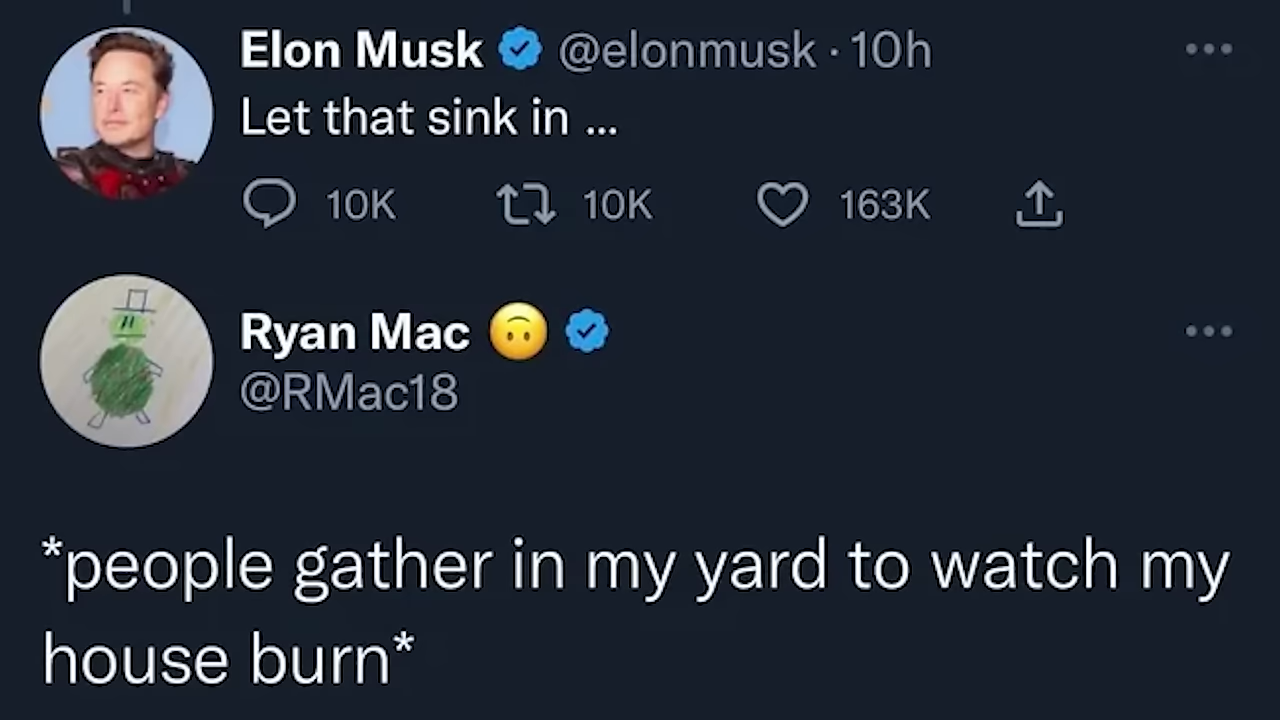 Elon Musk @elonmusk · 10h
Let that sink in ...
10K 10K 163K
Ryan Mac 🙃
@RMac18
*people gather in my yard to watch my
house burn*